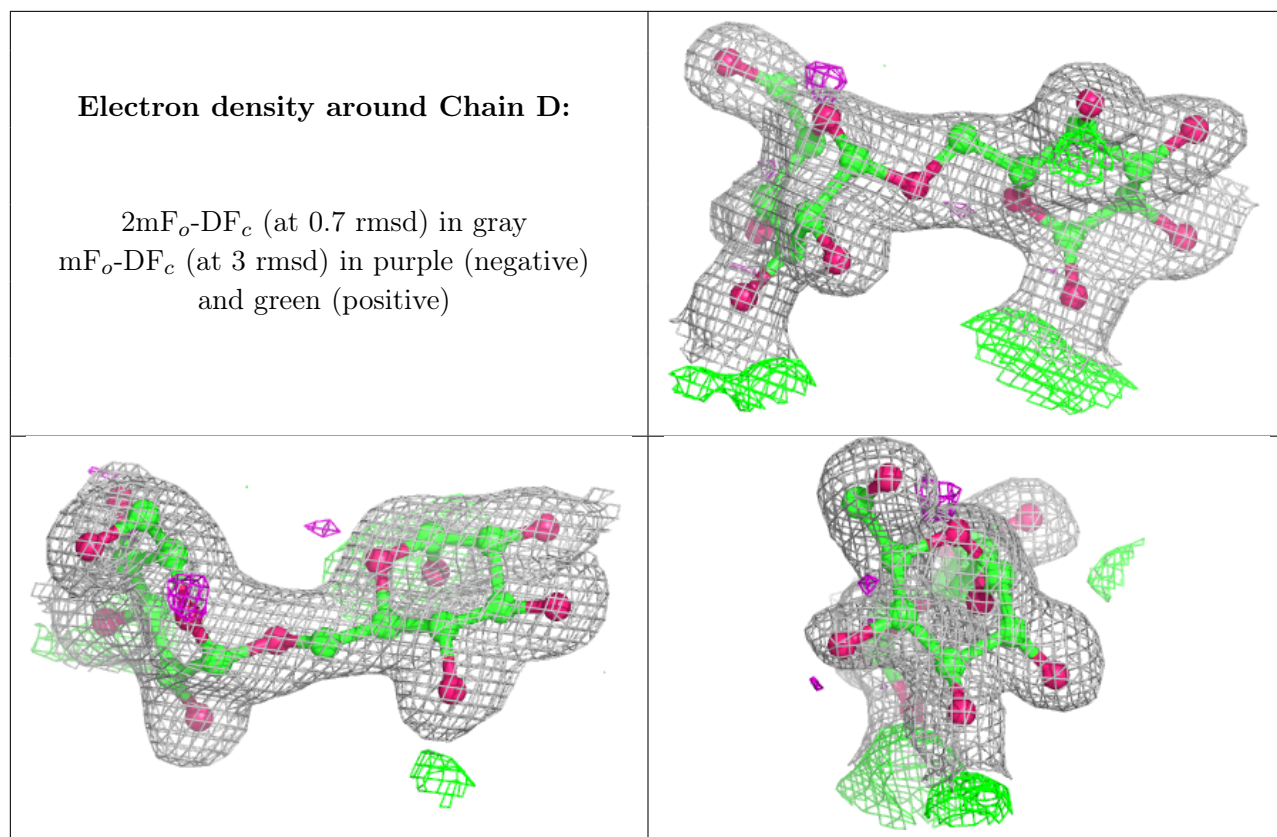 Electron density around Chain D:
2mFₒ-DF𝒸 (at 0.7 rmsd) in gray
mFₒ-DF𝒸 (at 3 rmsd) in purple (negative)
and green (positive)